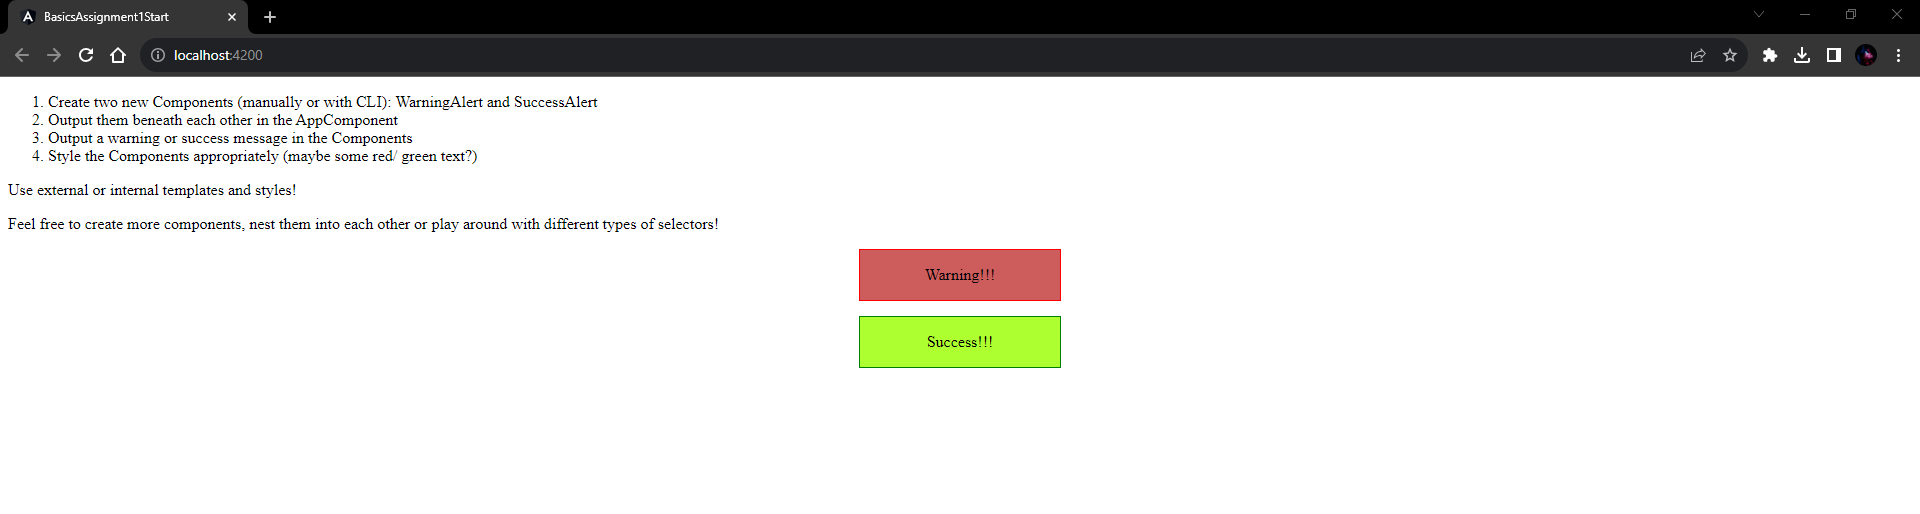 BasicsAssignment1Start
localhost:4200
1. Create two new Components (manually or with CLI): WarningAlert and SuccessAlert
2. Output them beneath each other in the AppComponent
3. Output a warning or success message in the Components
4. Style the Components appropriately (maybe some red/ green text?)
Use external or internal templates and styles!
Feel free to create more components, nest them into each other or play around with different types of selectors!
Warning!!!
Success!!!